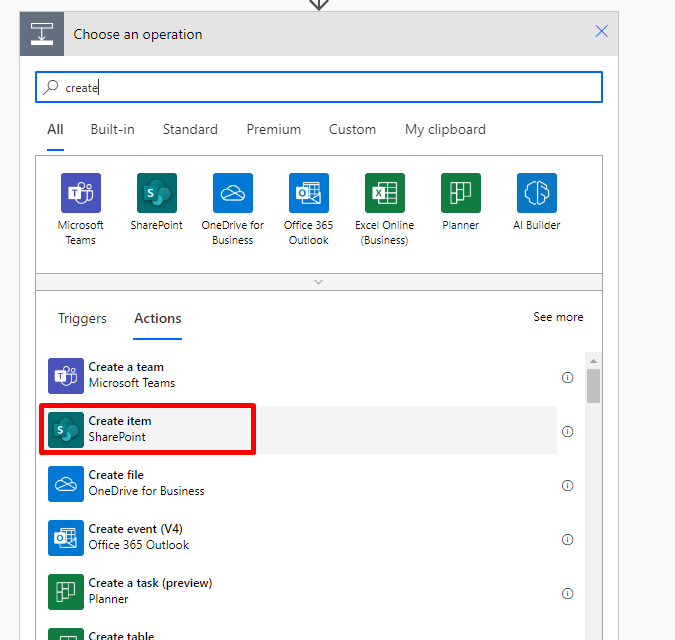 Choose an operation
create
All Built-in Standard Premium Custom My clipboard
Microsoft Teams
SharePoint
OneDrive for Business
Office 365 Outlook
Excel Online (Business)
Planner
AI Builder
Triggers Actions See more
Create a team
Microsoft Teams
Create item
SharePoint
Create file
OneDrive for Business
Create event (V4)
Office 365 Outlook
Create a task (preview)
Planner
Create table